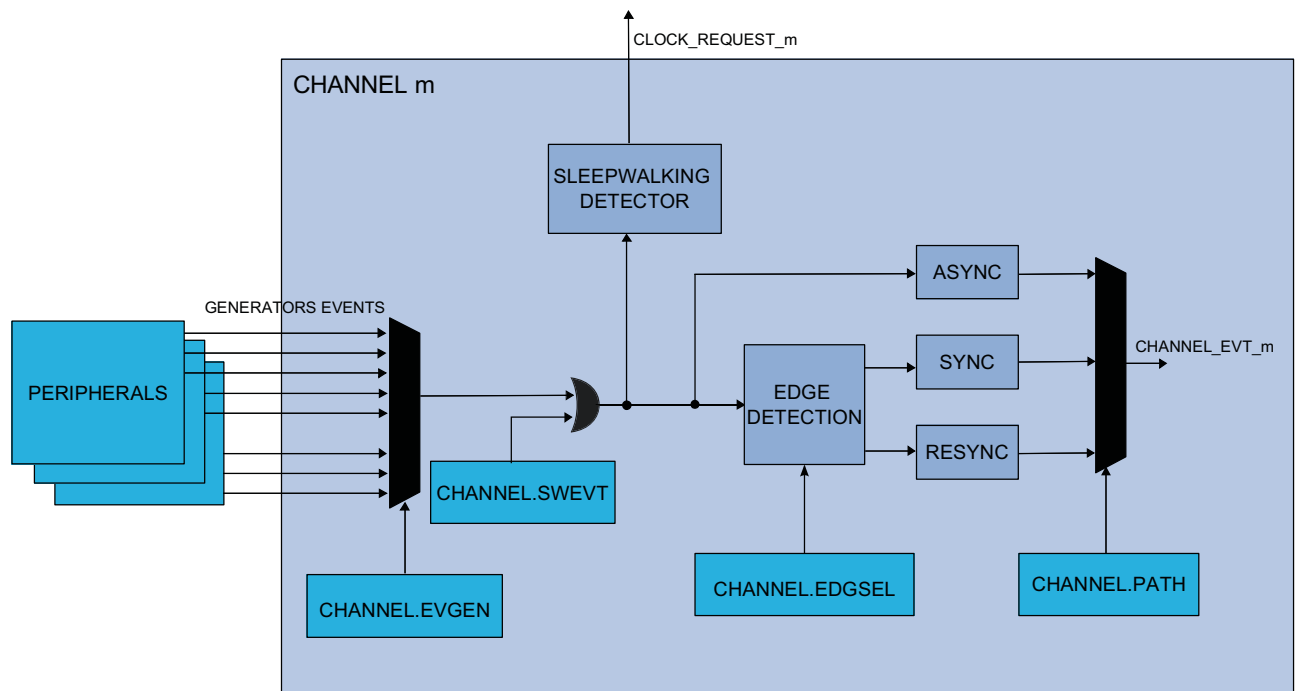 CLOCK_REQUEST_m
CHANNEL m
SLEEPWALKING
DETECTOR
ASYNC
GENERATORS EVENTS
CHANNEL_EVT_m
PERIPHERALS
EDGE
DETECTION
SYNC
RESYNC
CHANNEL.SWEVT
CHANNEL.EVGEN
CHANNEL.EDGSEL
CHANNEL.PATH